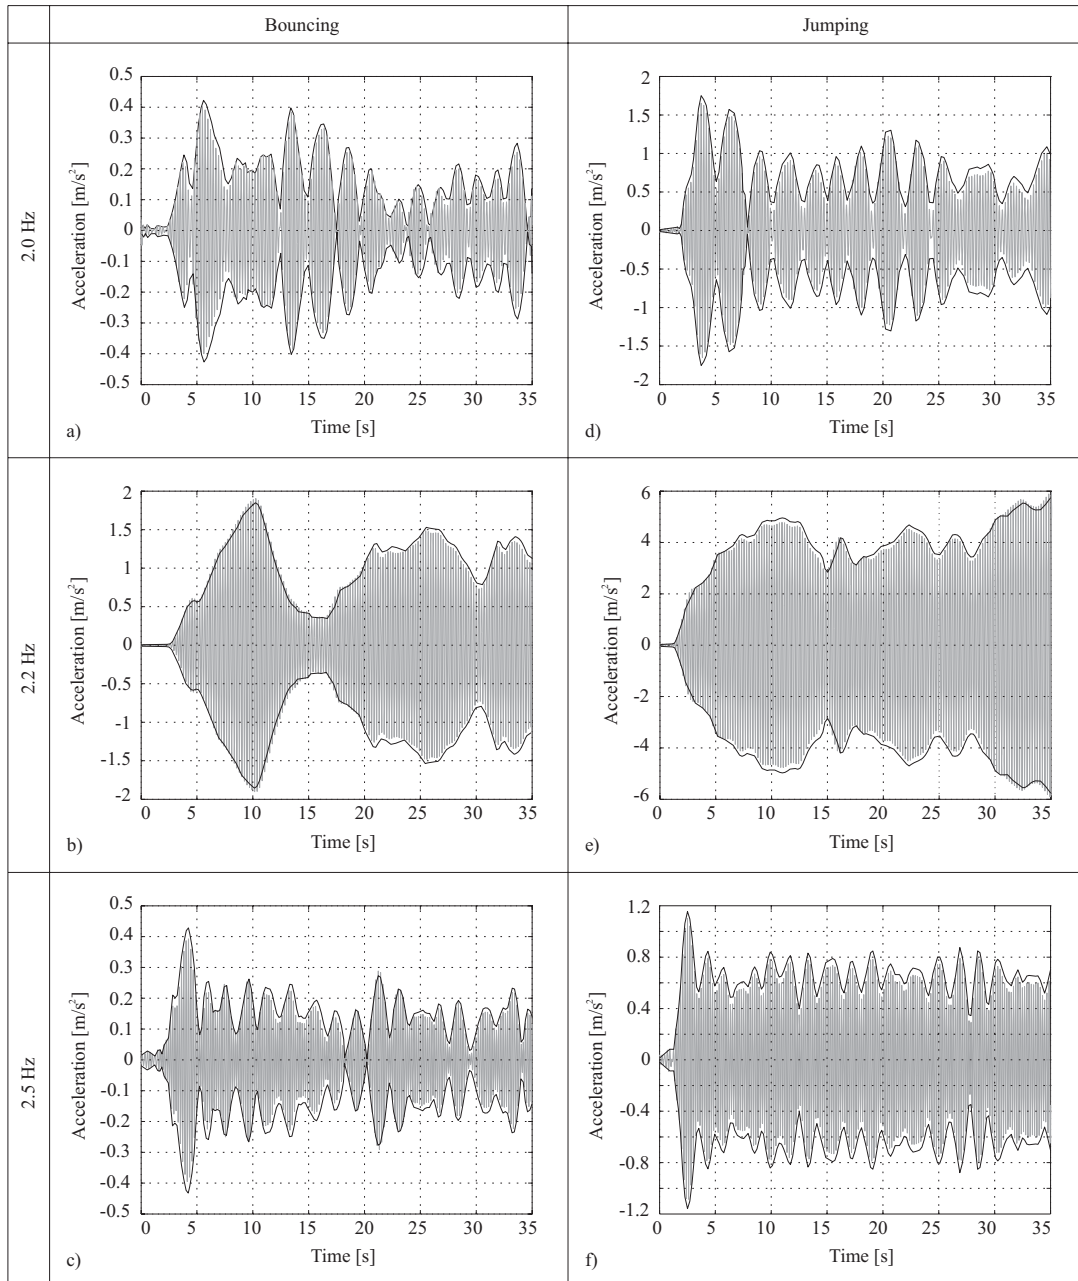 Bouncing
Jumping
2.0 Hz
Acceleration [m/s²]
0.5
0.4
0.3
0.2
0.1
0
-0.1
-0.2
-0.3
-0.4
-0.5
0 5 10 15 20 25 30 35
Time [s]
a)
Acceleration [m/s²]
2
1.5
1
0.5
0
-0.5
-1
-1.5
-2
0 5 10 15 20 25 30 35
Time [s]
d)
2.2 Hz
Acceleration [m/s²]
2
1.5
1
0.5
0
-0.5
-1
-1.5
-2
0 5 10 15 20 25 30 35
Time [s]
b)
Acceleration [m/s²]
6
4
2
0
-2
-4
-6
0 5 10 15 20 25 30 35
Time [s]
e)
2.5 Hz
Acceleration [m/s²]
0.5
0.4
0.3
0.2
0.1
0
-0.1
-0.2
-0.3
-0.4
-0.5
0 5 10 15 20 25 30 35
Time [s]
c)
Acceleration [m/s²]
1.2
0.8
0.4
0
-0.4
-0.8
-1.2
0 5 10 15 20 25 30 35
Time [s]
f)